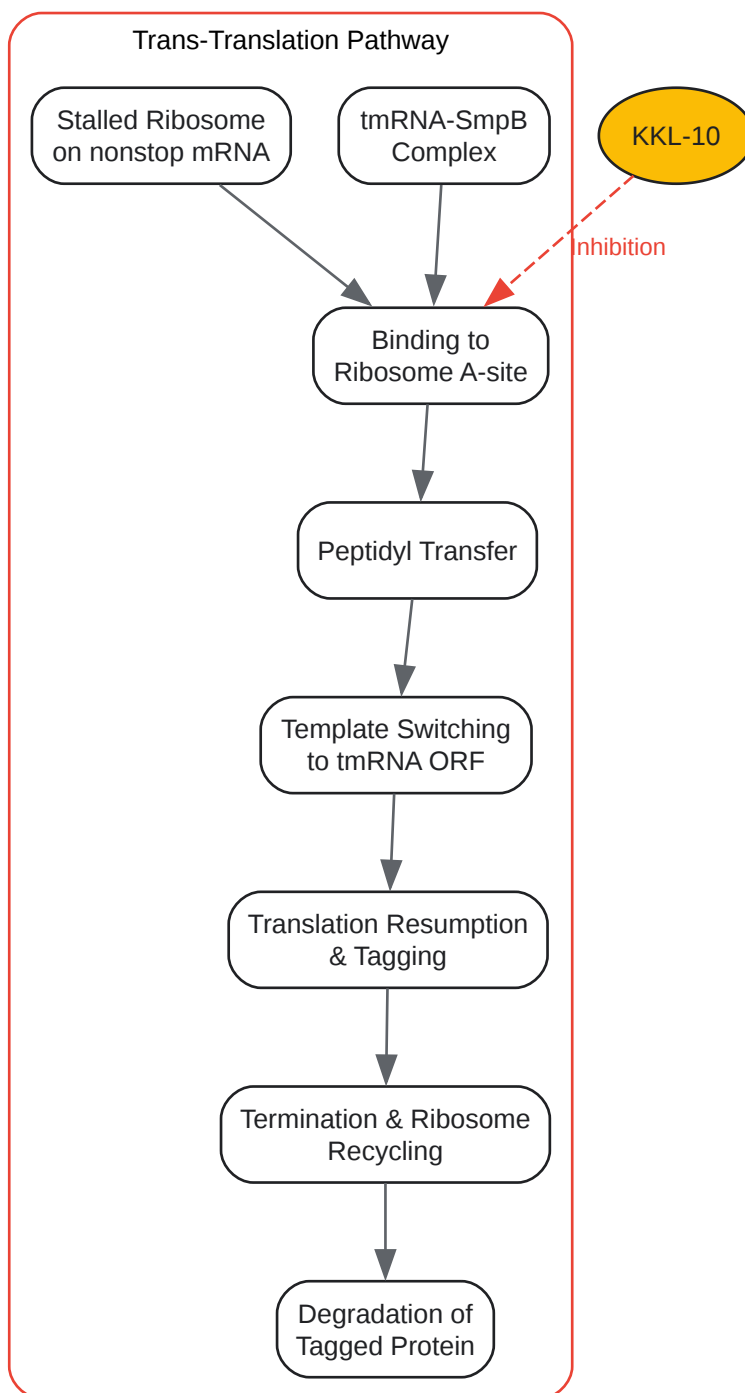 Trans-Translation Pathway
Stalled Ribosome
on nonstop mRNA
tmRNA-SmpB
Complex
KKL-10
Inhibition
Binding to
Ribosome A-site
Peptidyl Transfer
Template Switching
to tmRNA ORF
Translation Resumption
& Tagging
Termination & Ribosome
Recycling
Degradation of
Tagged Protein